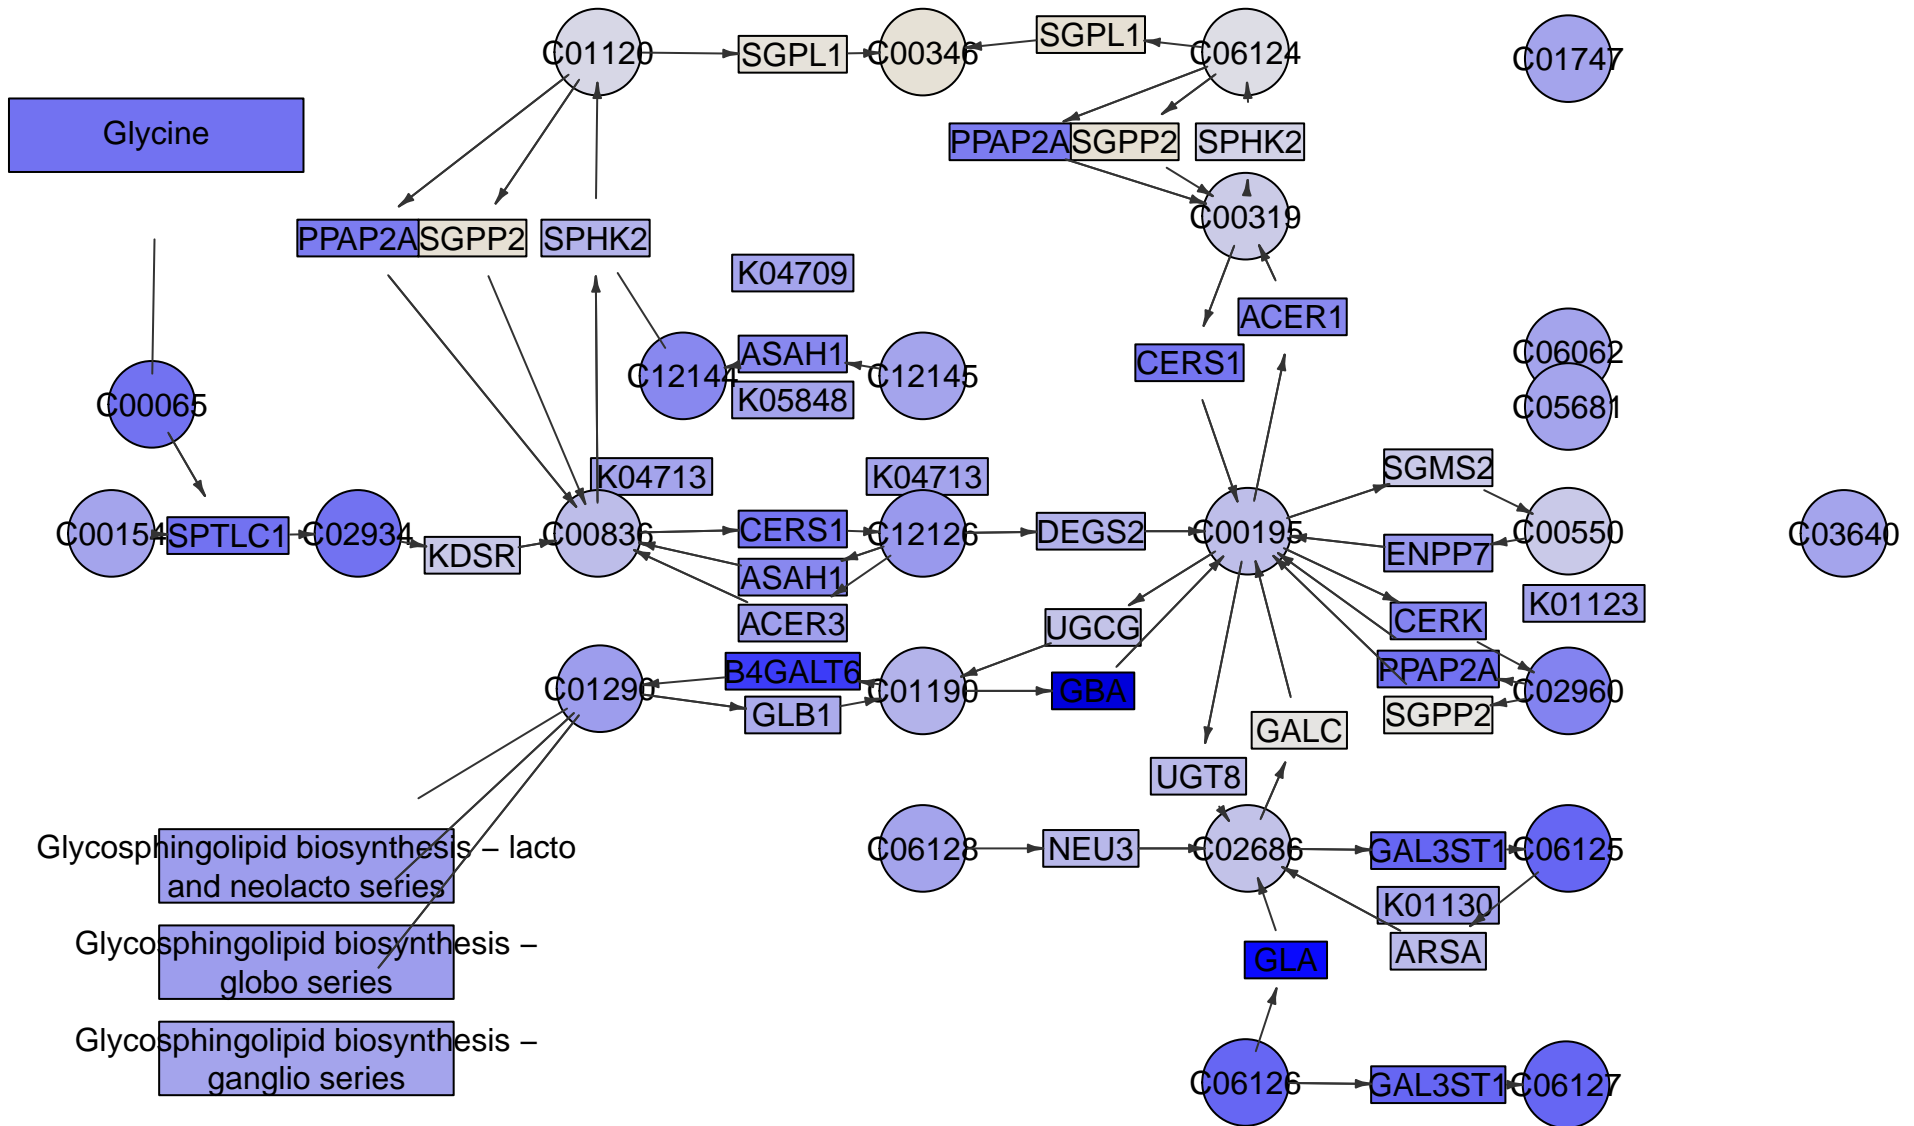 C01120
SGPL1
C00346
SGPL1
C06124
C01747
Glycine
PPAP2A
SGPP2
SPHK2
C00319
PPAP2A
SGPP2
SPHK2
K04709
ACER1
C12144
ASAH1
C12145
CERS1
C06062
K05848
C00065
C05681
K04713
K04713
SGMS2
C00154
SPTLC1
C02934
KDSR
C00836
CERS1
C12126
DEGS2
C00195
C00550
C03640
ENPP7
ASAH1
ACER3
UGCG
CERK
K01123
C01290
B4GALT6
C01190
GBA
PPAP2A
C02960
GLB1
SGPP2
GALC
UGT8
Glycosphingolipid biosynthesis – lacto
and neolacto series
C06128
NEU3
C02686
GAL3ST1
C06125
K01130
Glycosphingolipid biosynthesis –
globo series
GLA
ARSA
Glycosphingolipid biosynthesis –
ganglio series
C06126
GAL3ST1
C06127